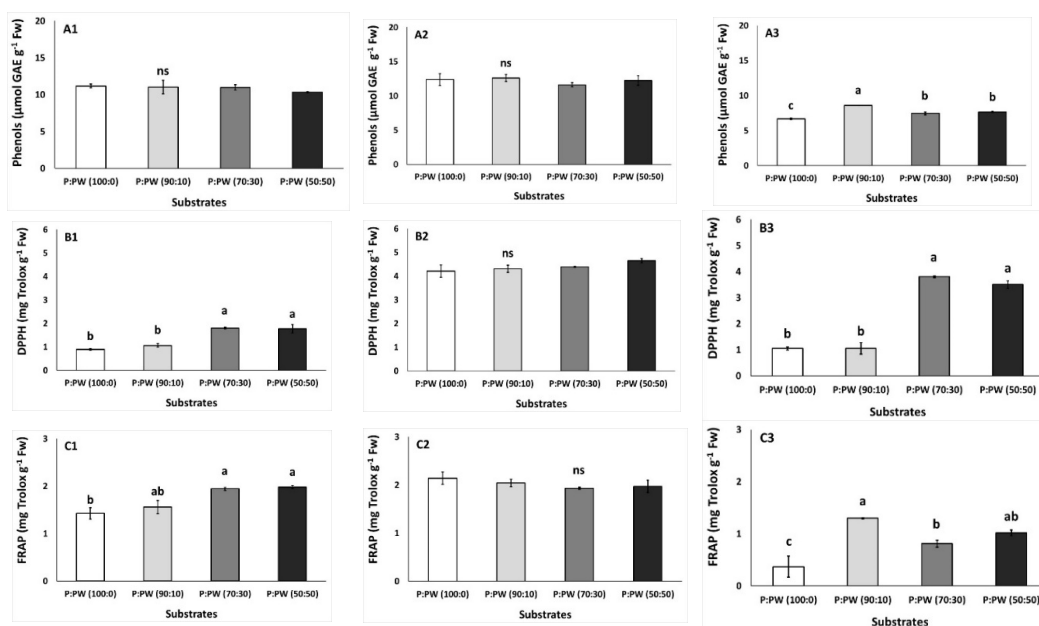 A1
Phenols (µmol GAE g⁻¹ Fw)
20
15
10
5
0
ns
P:PW (100:0) P:PW (90:10) P:PW (70:30) P:PW (50:50)
Substrates
A2
Phenols (µmol GAE g⁻¹ Fw)
20
15
10
5
0
ns
P:PW (100:0) P:PW (90:10) P:PW (70:30) P:PW (50:50)
Substrates
A3
Phenols (µmol GAE g⁻¹ Fw)
20
15
10
5
0
c a b b
P:PW (100:0) P:PW (90:10) P:PW (70:30) P:PW (50:50)
Substrates
B1
DPPH (mg Trolox g⁻¹ Fw)
6
5
4
3
2
1
0
b b a a
P:PW (100:0) P:PW (90:10) P:PW (70:30) P:PW (50:50)
Substrates
B2
DPPH (mg Trolox g⁻¹ Fw)
6
5
4
3
2
1
0
ns
P:PW (100:0) P:PW (90:10) P:PW (70:30) P:PW (50:50)
Substrates
B3
DPPH (mg Trolox g⁻¹ Fw)
6
5
4
3
2
1
0
b b a a
P:PW (100:0) P:PW (90:10) P:PW (70:30) P:PW (50:50)
Substrates
C1
FRAP (mg Trolox g⁻¹ Fw)
3
2
1
0
b ab a a
P:PW (100:0) P:PW (90:10) P:PW (70:30) P:PW (50:50)
Substrates
C2
FRAP (mg Trolox g⁻¹ Fw)
3
2
1
0
ns
P:PW (100:0) P:PW (90:10) P:PW (70:30) P:PW (50:50)
Substrates
C3
FRAP (mg Trolox g⁻¹ Fw)
3
2
1
0
c a b ab
P:PW (100:0) P:PW (90:10) P:PW (70:30) P:PW (50:50)
Substrates